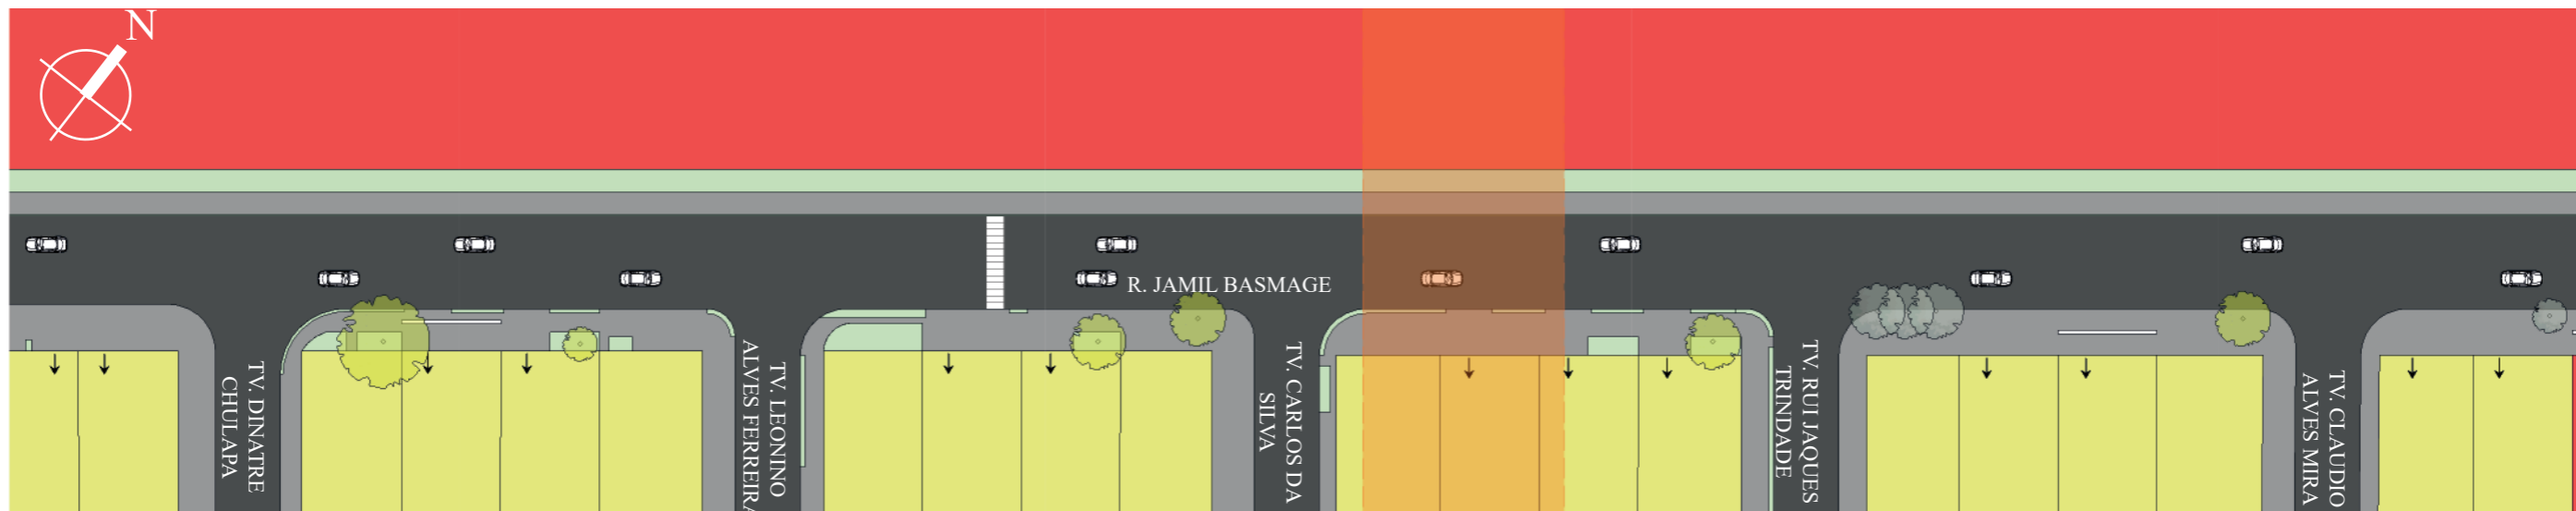 N
R. JAMIL BASMAGE
TV. DINATRE
CHULAPA
TV. LEONINO
ALVES FERREIRA
TV. CARLOS DA
SILVA
TV. RUI JAQUES
TRINDADE
TV. CLAUDIO
ALVES MIRA